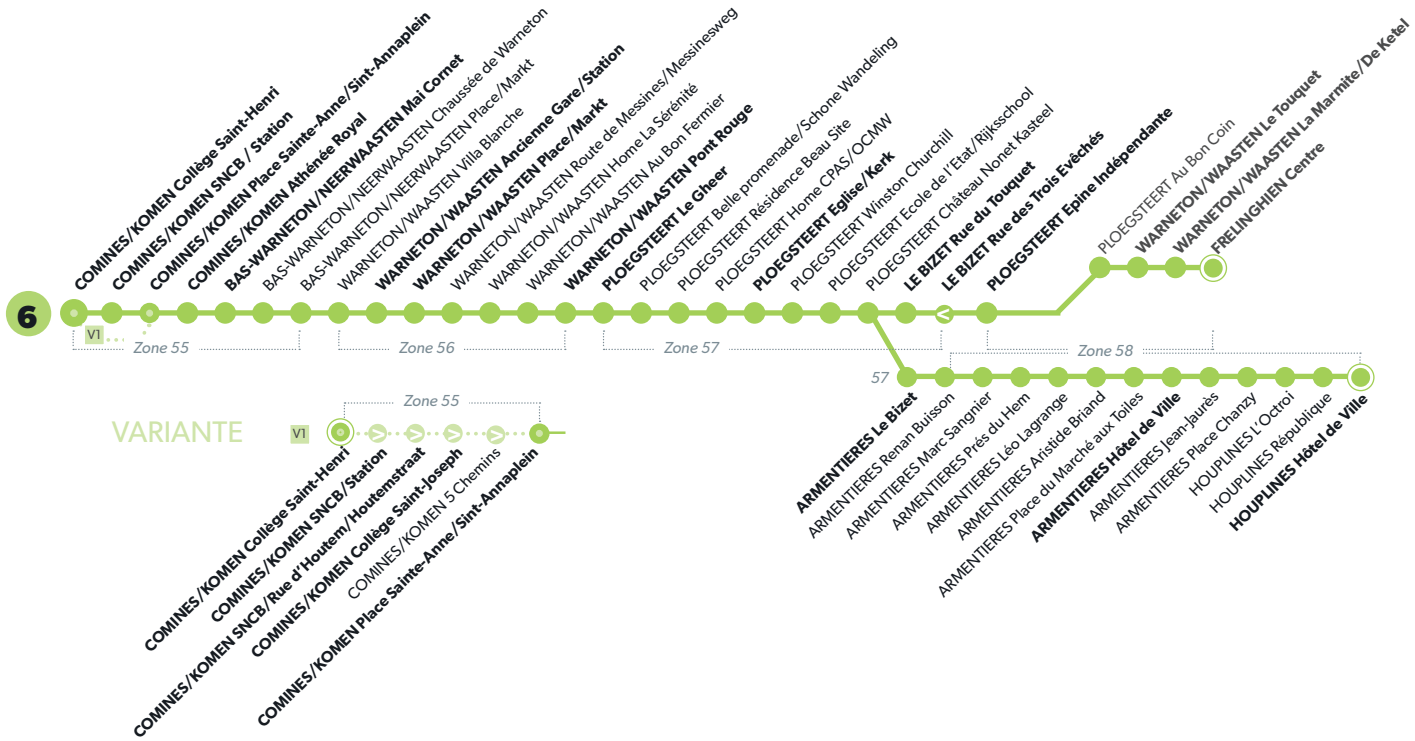 COMINES/KOMEN Collège Saint-Henri
COMINES/KOMEN SNCB / Station
COMINES/KOMEN Place Sainte-Anne/Sint-Annaplein
COMINES/KOMEN Athénée Royal
BAS-WARNETON/NEERWAASTEN Mai Cornet
BAS-WARNETON/NEERWAASTEN Chaussée de Warneton
BAS-WARNETON/NEERWAASTEN Place/Markt
WARNETON/WAASTEN Villa Blanche
WARNETON/WAASTEN Ancienne Gare/Station
WARNETON/WAASTEN Place/Markt
WARNETON/WAASTEN Route de Messines/Messinesweg
WARNETON/WAASTEN Home La Sérénité
WARNETON/WAASTEN Au Bon Fermier
WARNETON/WAASTEN Pont Rouge
PLOEGSTEERT Le Gheer
PLOEGSTEERT Belle promenade/Schone Wandeling
PLOEGSTEERT Résidence Beau Site
PLOEGSTEERT Home CPAS/OCMW
PLOEGSTEERT Eglise/Kerk
PLOEGSTEERT Winston Churchill
PLOEGSTEERT Ecole de l'Etat/Rijksschool
PLOEGSTEERT Château Nonet Kasteel
LE BIZET Rue du Touquet
LE BIZET Rue des Trois Evêchés
PLOEGSTEERT Epine Indépendante
PLOEGSTEERT Au Bon Coin
WARNETON/WAASTEN Le Touquet
WARNETON/WAASTEN La Marmite/De Ketel
FRELINGHIEN Centre
6
V1
Zone 55
Zone 56
Zone 57
Zone 58
57
ARMENTIERES Le Bizet
ARMENTIERES Renan Buisson
ARMENTIERES Marc Sangnier
ARMENTIERES Prés du Hem
ARMENTIERES Léo Lagrange
ARMENTIERES Aristide Briand
ARMENTIERES Place du Marché aux Toiles
ARMENTIERES Hôtel de Ville
ARMENTIERES Jean-Jaurès
ARMENTIERES Place Chanzy
HOUPLINES L'Octroi
HOUPLINES République
HOUPLINES Hôtel de Ville
VARIANTE
V1
Zone 55
COMINES/KOMEN Collège Saint-Henri
COMINES/KOMEN SNCB/Station
COMINES/KOMEN SNCB/Rue d'Houtem/Houtemstraat
COMINES/KOMEN Collège Saint-Joseph
COMINES/KOMEN 5 Chemins
COMINES/KOMEN Place Sainte-Anne/Sint-Annaplein